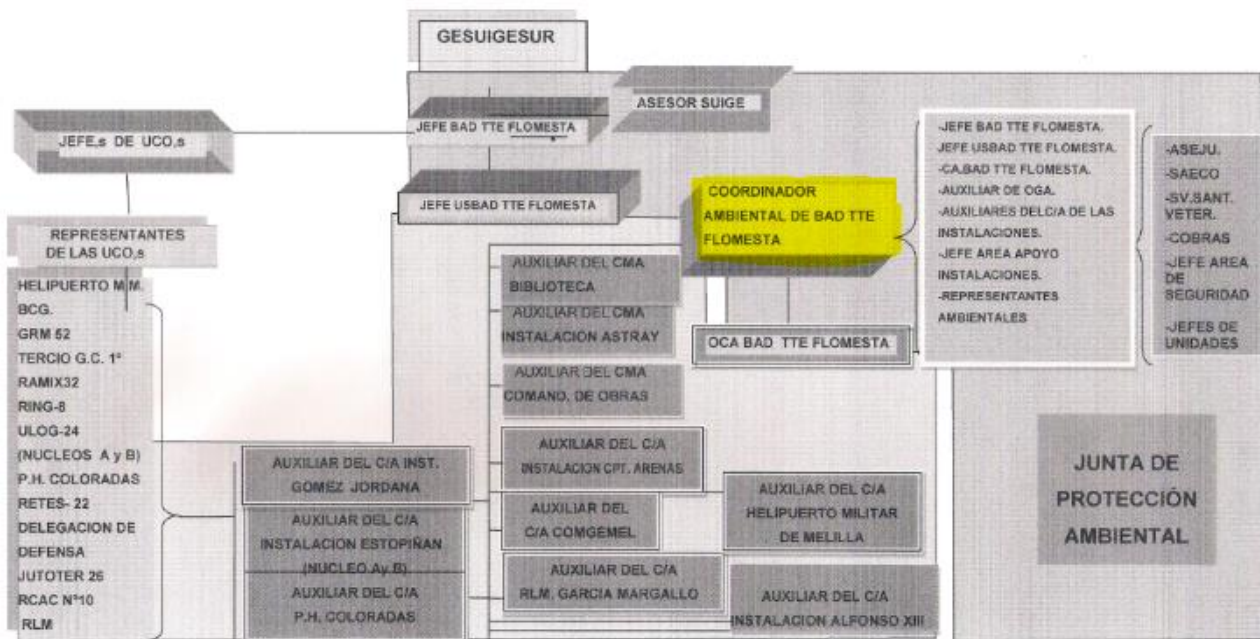 GESUIGESUR
ASESOR SUIGE
JEFE BAD TTE FLOMESTA
JEFE,s DE UCO,s
JEFE USBAD TTE FLOMESTA
COORDINADOR
AMBIENTAL DE BAD TTE
FLOMESTA
-JEFE BAD TTE FLOMESTA.
JEFE USBAD TTE FLOMESTA.
-CA.BAD TTE FLOMESTA.
-AUXILIAR DE OGA.
-AUXILIARES DELC/A DE LAS
INSTALACIONES.
-JEFE AREA APOYO
INSTALACIONES.
-REPRESENTANTES
AMBIENTALES
-ASEJU.
-SAECO
-SV.SANT.
VETER.
-COBRAS
-JEFE AREA
DE
SEGURIDAD
-JEFES DE
UNIDADES
REPRESENTANTES
DE LAS UCO,s
HELIPUERTO M.M.
BCG.
GRM 52
TERCIO G.C. 1º
RAMIX32
RING-8
ULOG-24
(NUCLEOS A y B)
P.H. COLORADAS
RETES- 22
DELEGACION DE
DEFENSA
JUTOTER 26
RCAC Nº10
RLM
AUXILIAR DEL CMA
BIBLIOTECA
AUXILIAR DEL CMA
INSTALACION ASTRAY
OCA BAD TTE FLOMESTA
AUXILIAR DEL CMA
COMAND. DE OBRAS
AUXILIAR DEL C/A INST.
GOMEZ JORDANA
AUXILIAR DEL C/A
INSTALACION CPT. ARENAS
AUXILIAR DEL C/A
INSTALACION ESTOPIÑAN
(NUCLEO Ay B)
AUXILIAR DEL
C/A COMGEMEL
AUXILIAR DEL C/A
HELIPUERTO MILITAR
DE MELILLA
AUXILIAR DEL C/A
P.H. COLORADAS
AUXILIAR DEL C/A
RLM. GARCIA MARGALLO
AUXILIAR DEL C/A
INSTALACION ALFONSO XIII
JUNTA DE
PROTECCIÓN
AMBIENTAL